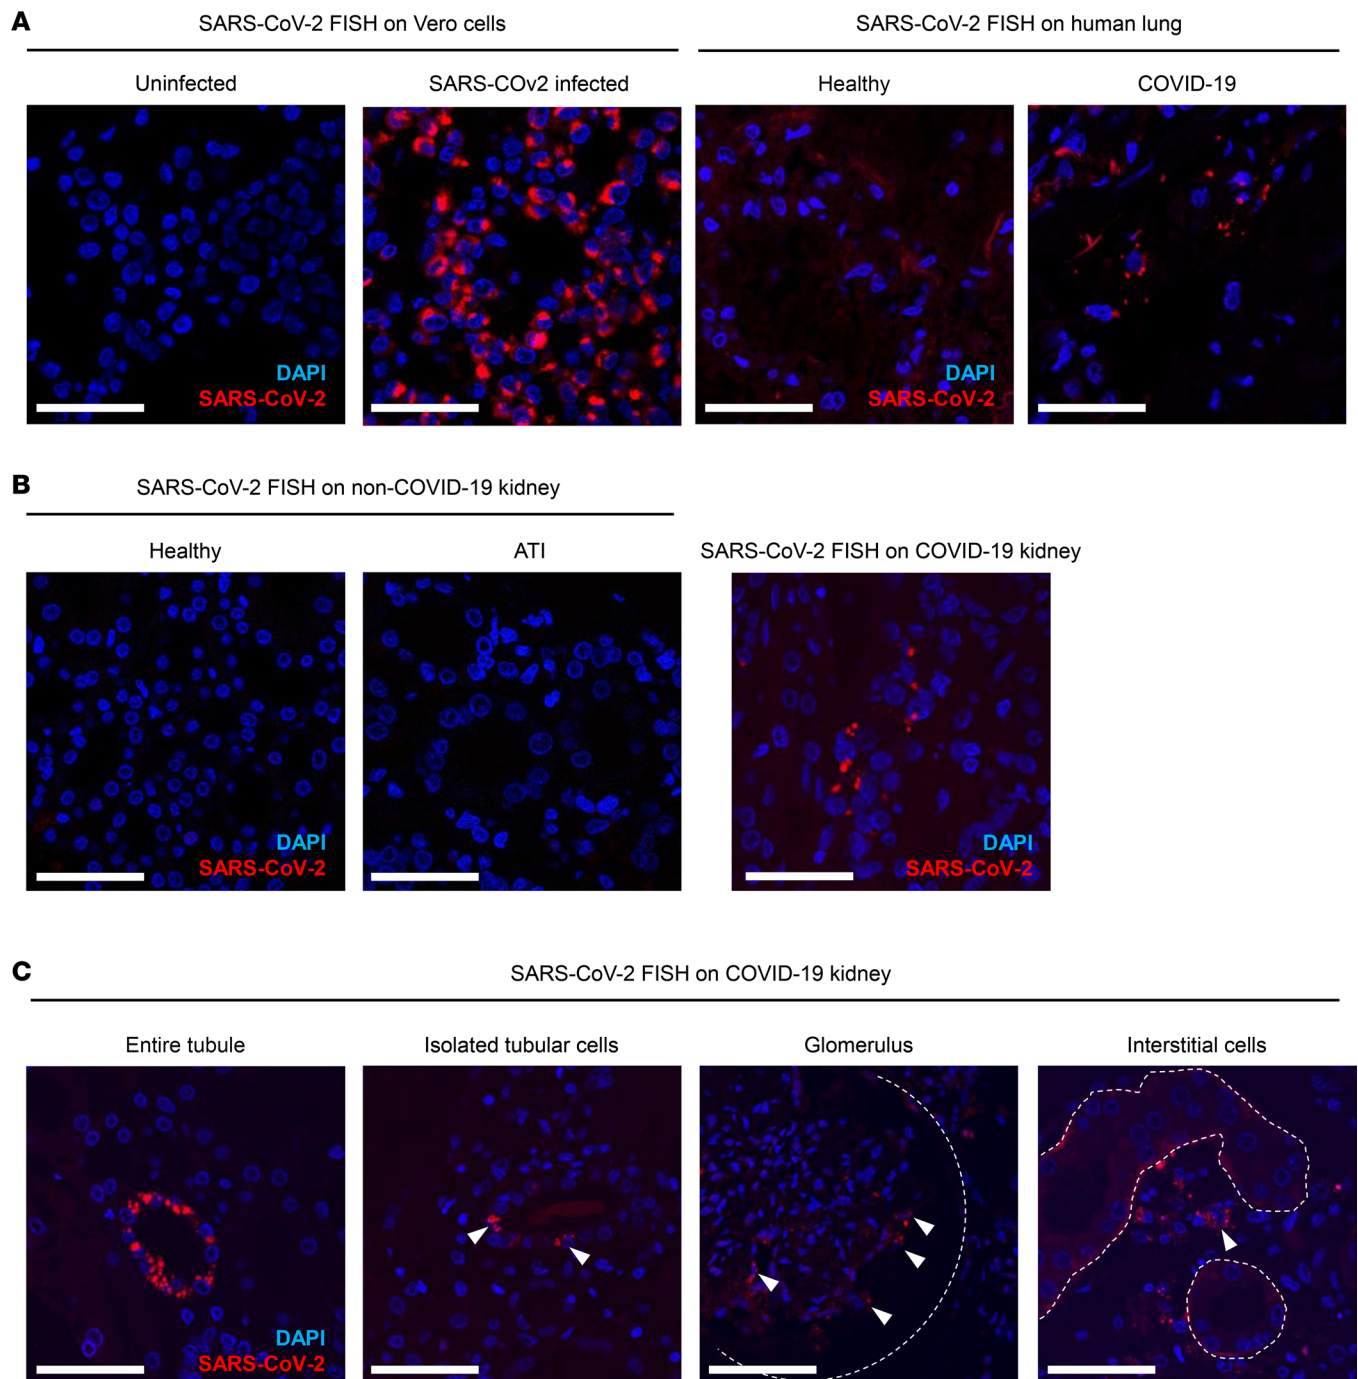 A
SARS-CoV-2 FISH on Vero cells
SARS-CoV-2 FISH on human lung
Uninfected
SARS-COv2 infected
Healthy
COVID-19
DAPI
SARS-CoV-2
DAPI
SARS-CoV-2
B
SARS-CoV-2 FISH on non-COVID-19 kidney
Healthy
ATI
SARS-CoV-2 FISH on COVID-19 kidney
DAPI
SARS-CoV-2
DAPI
SARS-CoV-2
C
SARS-CoV-2 FISH on COVID-19 kidney
Entire tubule
Isolated tubular cells
Glomerulus
Interstitial cells
DAPI
SARS-CoV-2